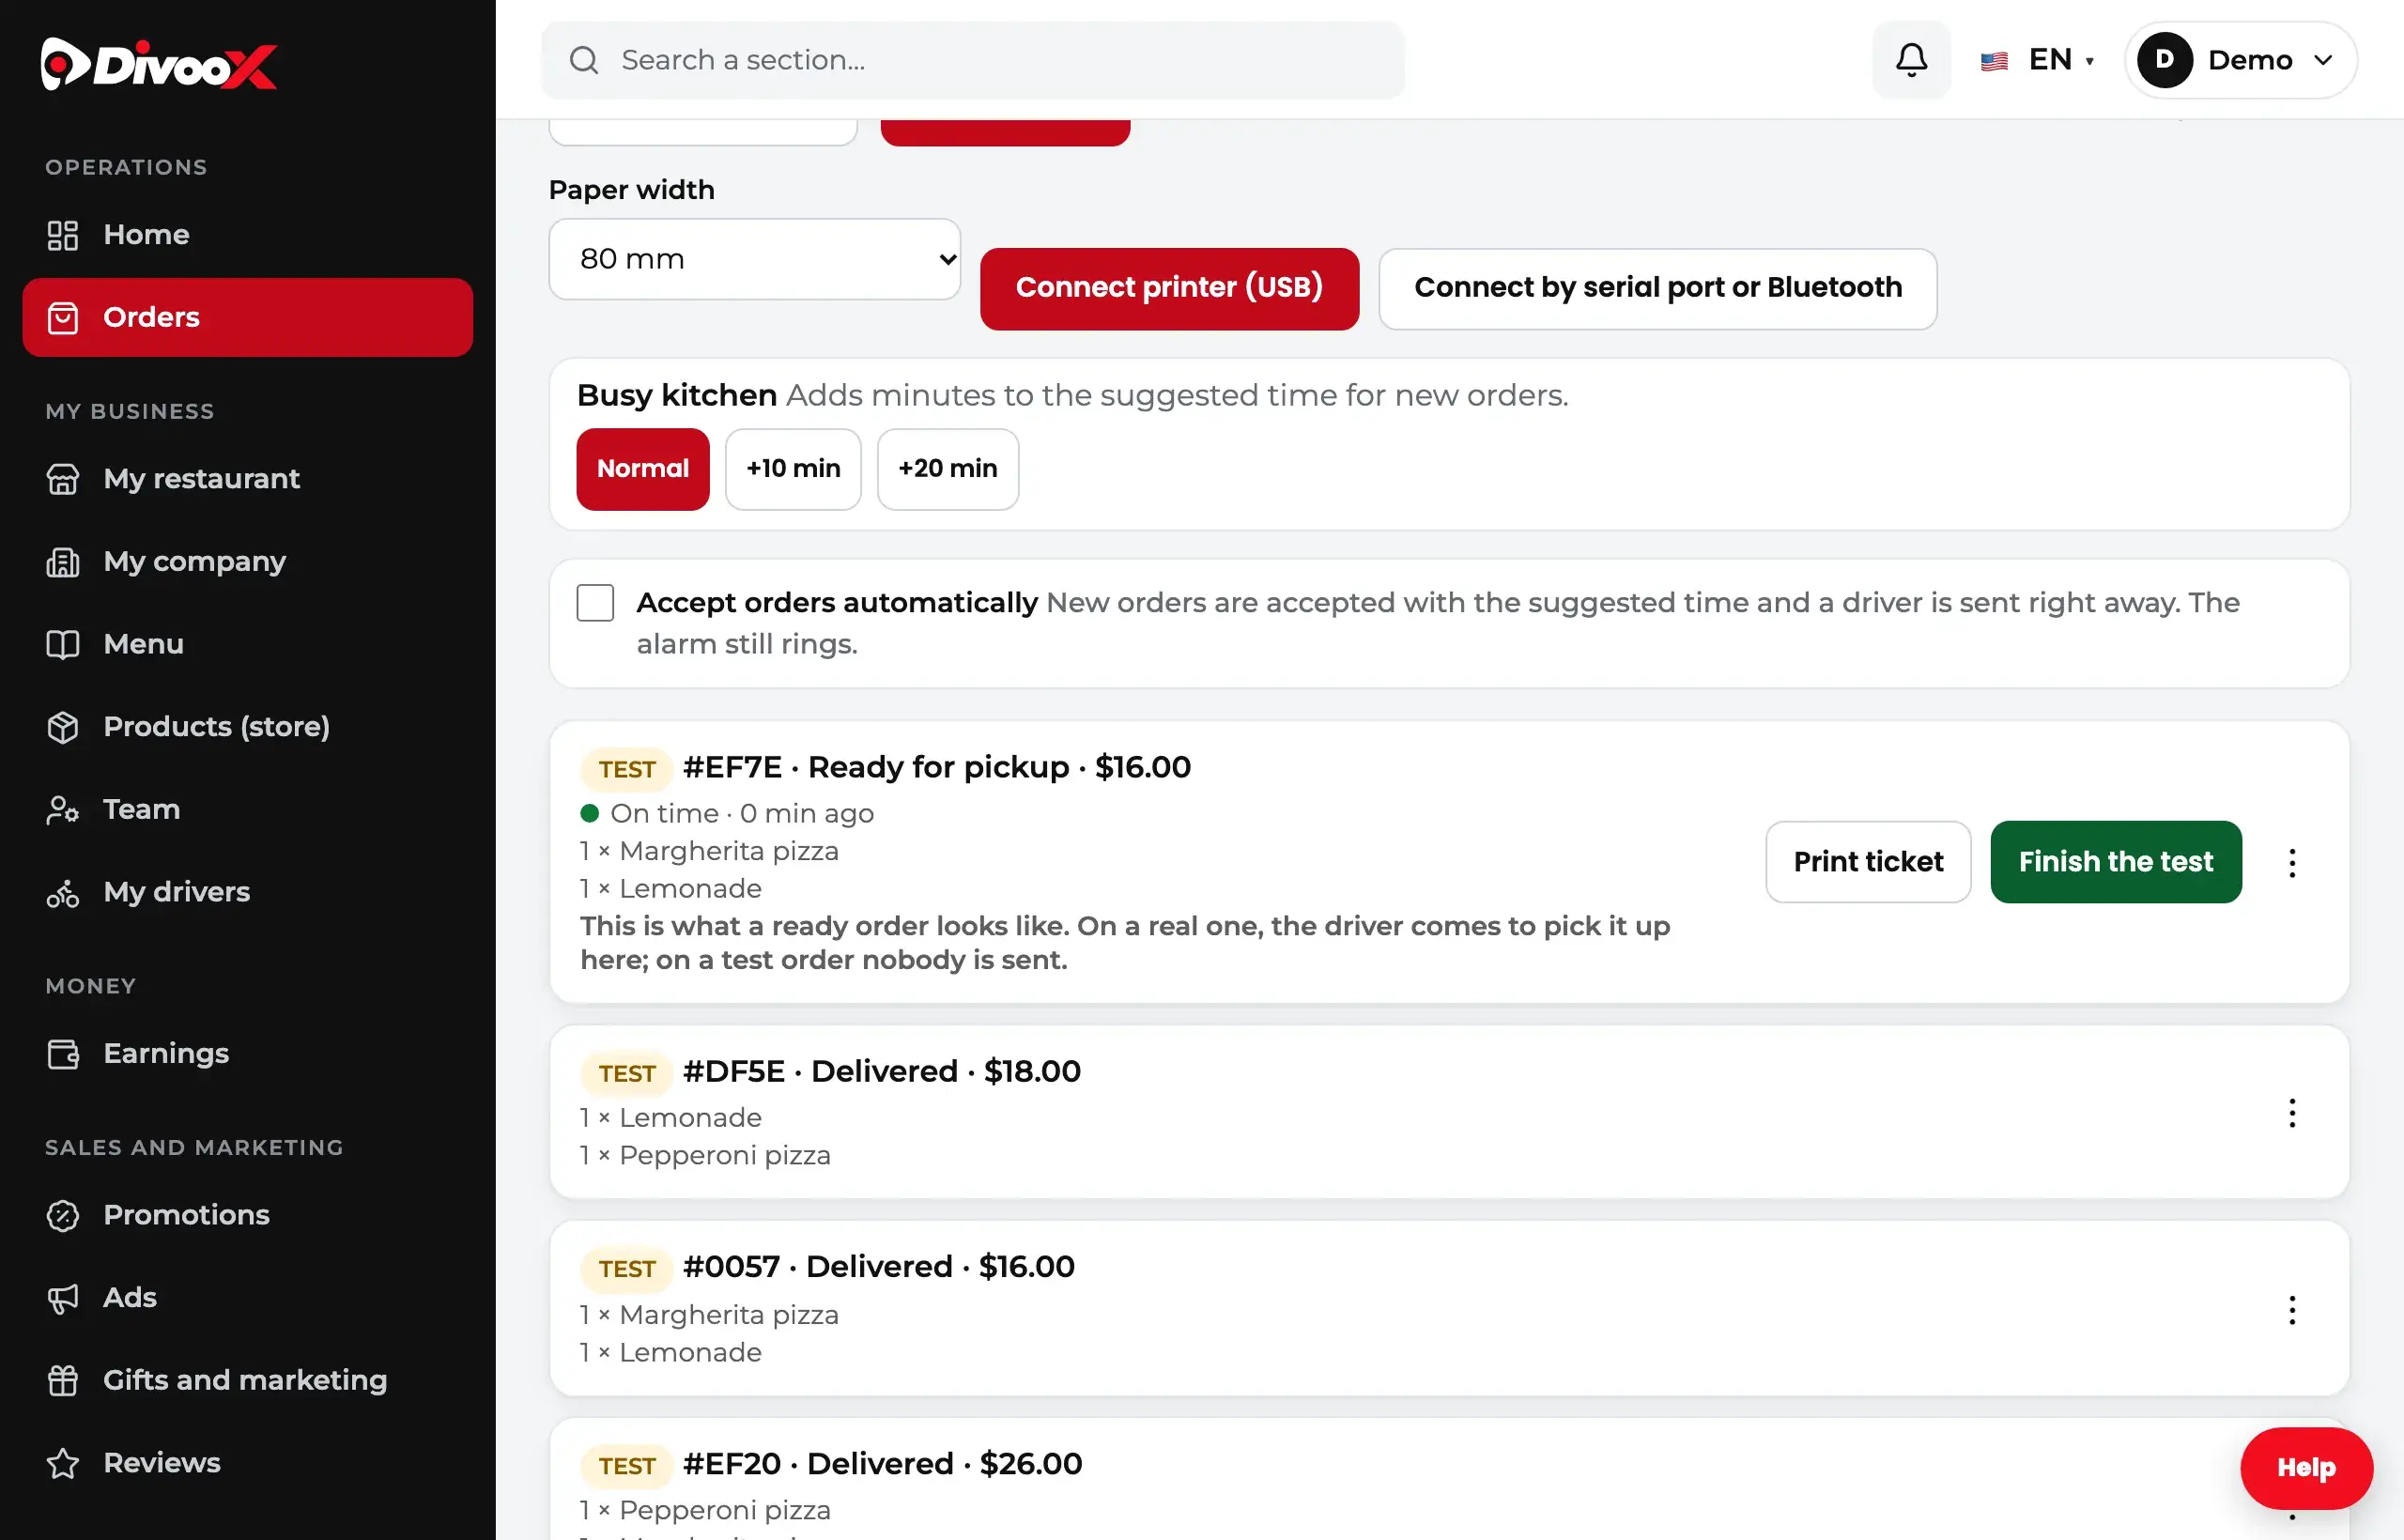 DivooX
OPERATIONS
Home
Orders
MY BUSINESS
My restaurant
My company
Menu
Products (store)
Team
My drivers
MONEY
Earnings
SALES AND MARKETING
Promotions
Ads
Gifts and marketing
Reviews
Search a section...
EN
D Demo
Paper width
80 mm
Connect printer (USB)
Connect by serial port or Bluetooth
Busy kitchen Adds minutes to the suggested time for new orders.
Normal
+10 min
+20 min
Accept orders automatically New orders are accepted with the suggested time and a driver is sent right away. The
alarm still rings.
TEST #EF7E · Ready for pickup · $16.00
On time · 0 min ago
1 × Margherita pizza
1 × Lemonade
This is what a ready order looks like. On a real one, the driver comes to pick it up
here; on a test order nobody is sent.
Print ticket
Finish the test
TEST #DF5E · Delivered · $18.00
1 × Lemonade
1 × Pepperoni pizza
TEST #0057 · Delivered · $16.00
1 × Margherita pizza
1 × Lemonade
TEST #EF20 · Delivered · $26.00
1 × Pepperoni pizza
Help